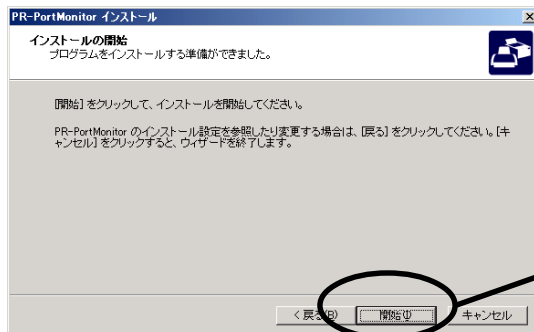 PR-PortMonitor インストール
インストールの開始
プログラムをインストールする準備ができました。
[開始] をクリックして、インストールを開始してください。
PR-PortMonitor のインストール設定を参照したり変更する場合は、[戻る] をクリックしてください。[キ
ャンセル] をクリックすると、ウィザードを終了します。
< 戻る(B) 開始(I) キャンセル